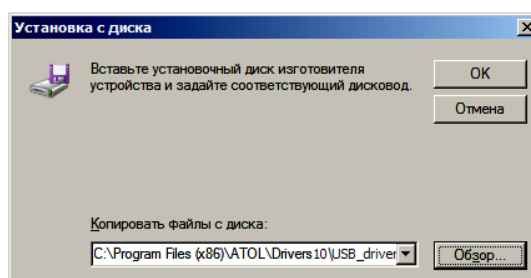 Установка с диска
Вставьте установочный диск изготовителя
устройства и задайте соответствующий дисковод.
OK
Отмена
Копировать файлы с диска:
C:\Program Files (x86)\ATOL\Drivers10\USB_driver
Обзор...